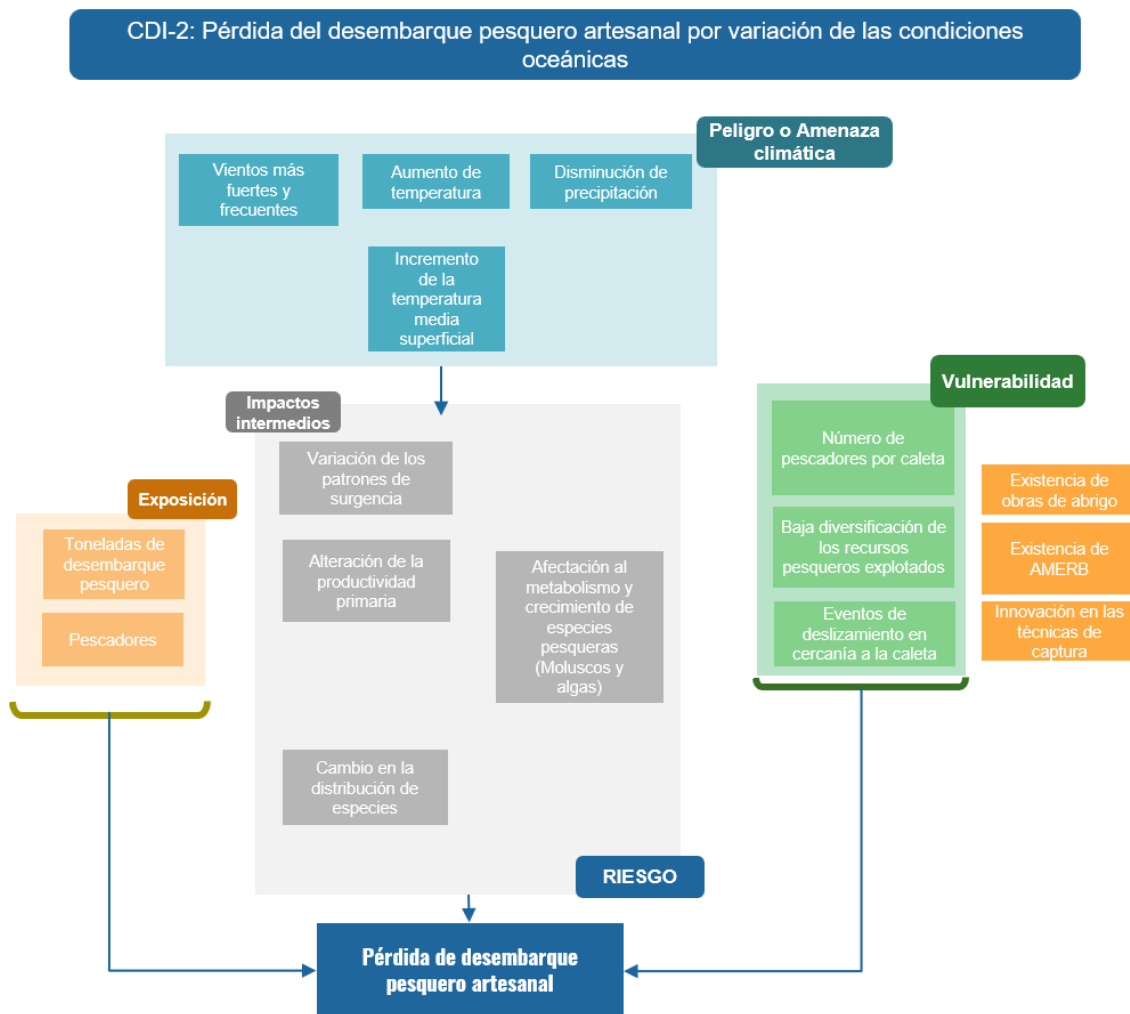 CDI-2: Pérdida del desembarque pesquero artesanal por variación de las condiciones
oceánicas
Peligro o Amenaza
climática
Vientos más
fuertes y
frecuentes
Aumento de
temperatura
Disminución de
precipitación
Incremento
de la
temperatura
media
superficial
Impactos
intermedios
Variación de los
patrones de
surgencia
Alteración de la
productividad
primaria
Afectación al
metabolismo y
crecimiento de
especies
pesqueras
(Moluscos y
algas)
Cambio en la
distribución de
especies
Exposición
Toneladas de
desembarque
pesquero
Pescadores
Vulnerabilidad
Número de
pescadores por caleta
Baja diversificación de
los recursos
pesqueros explotados
Eventos de
deslizamiento en
cercanía a la caleta
Existencia de
obras de abrigo
Existencia de
AMERB
Innovación en las
técnicas de
captura
RIESGO
Pérdida de desembarque
pesquero artesanal